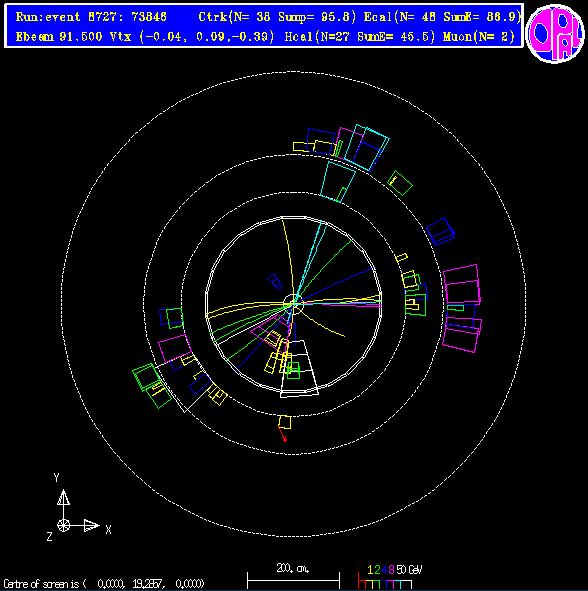 Run:event 8727: 73846 Ctrk(N= 38 Sump= 95.8) Ecal(N= 48 SumE= 86.9)
Ebeam 91.500 Vtx (-0.04, 0.09,-0.39) Hcal(N=27 SumE= 45.5) Muon(N= 2)
OPAL
Y
X
Z
200. cm.
1 2 4 8 50 GeV
Centre of screen is ( 0.0000, 19.2857, 0.0000)